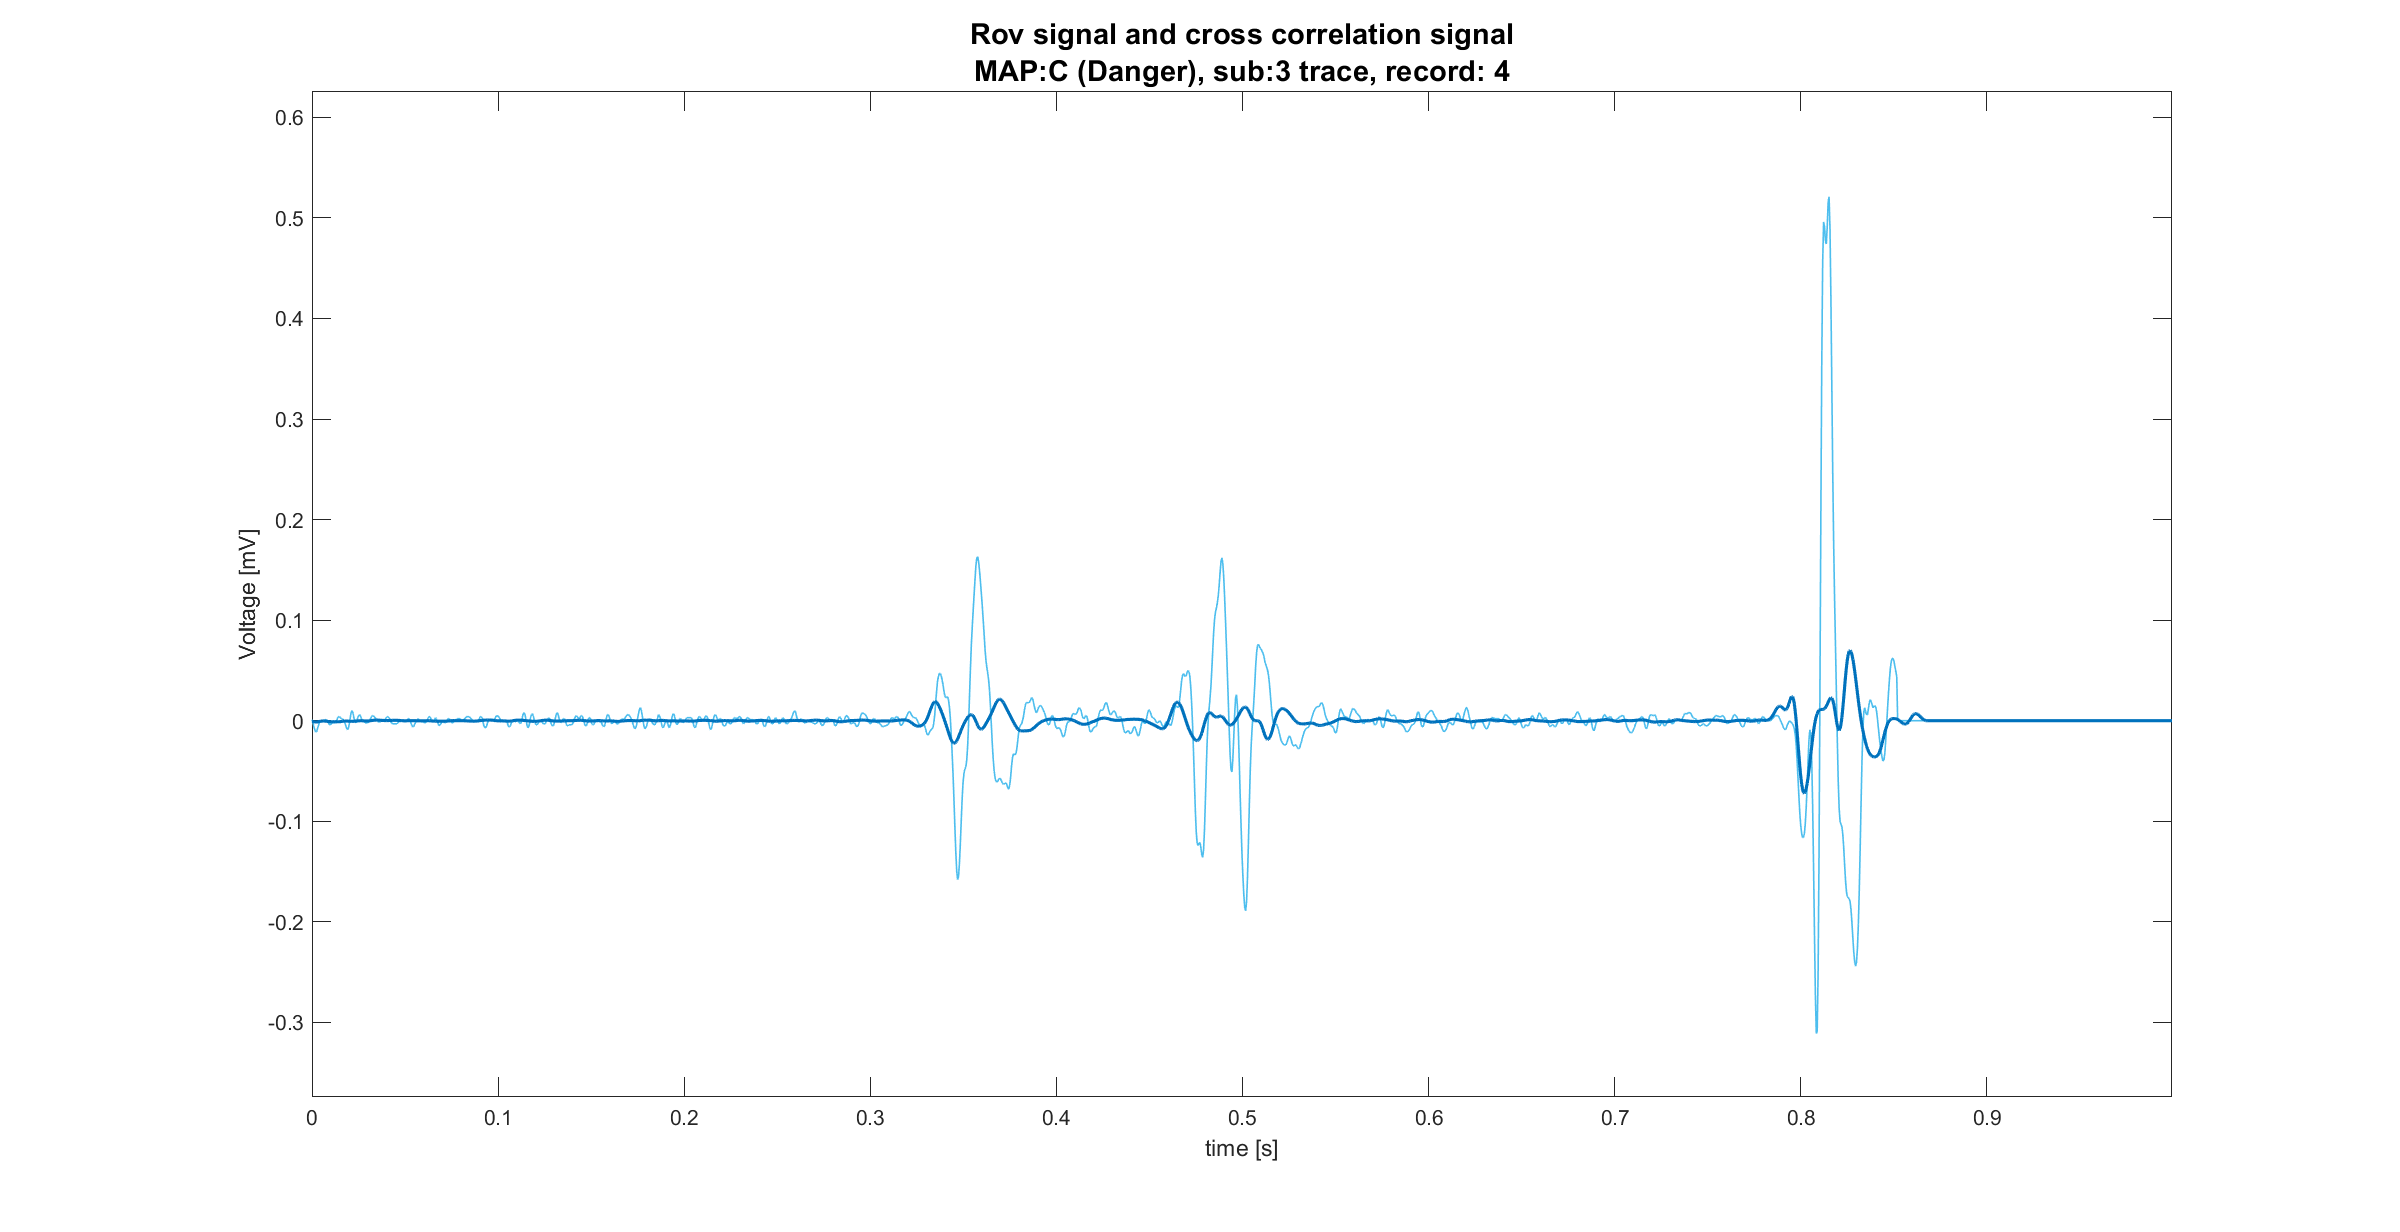 Rov signal and cross correlation signal
MAP:C (Danger), sub:3 trace, record: 4
0.6
0.5
0.4
0.3
0.2
0.1
0
-0.1
-0.2
-0.3
Voltage [mV]
0 0.1 0.2 0.3 0.4 0.5 0.6 0.7 0.8 0.9
time [s]